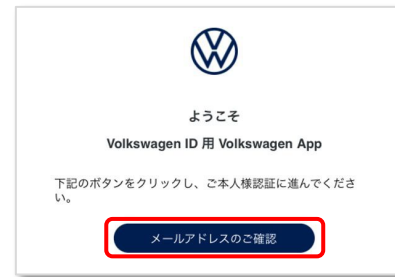 ようこそ
Volkswagen ID 用 Volkswagen App
下記のボタンをクリックし、ご本人様認証に進んでくださ
い。
メールアドレスのご確認